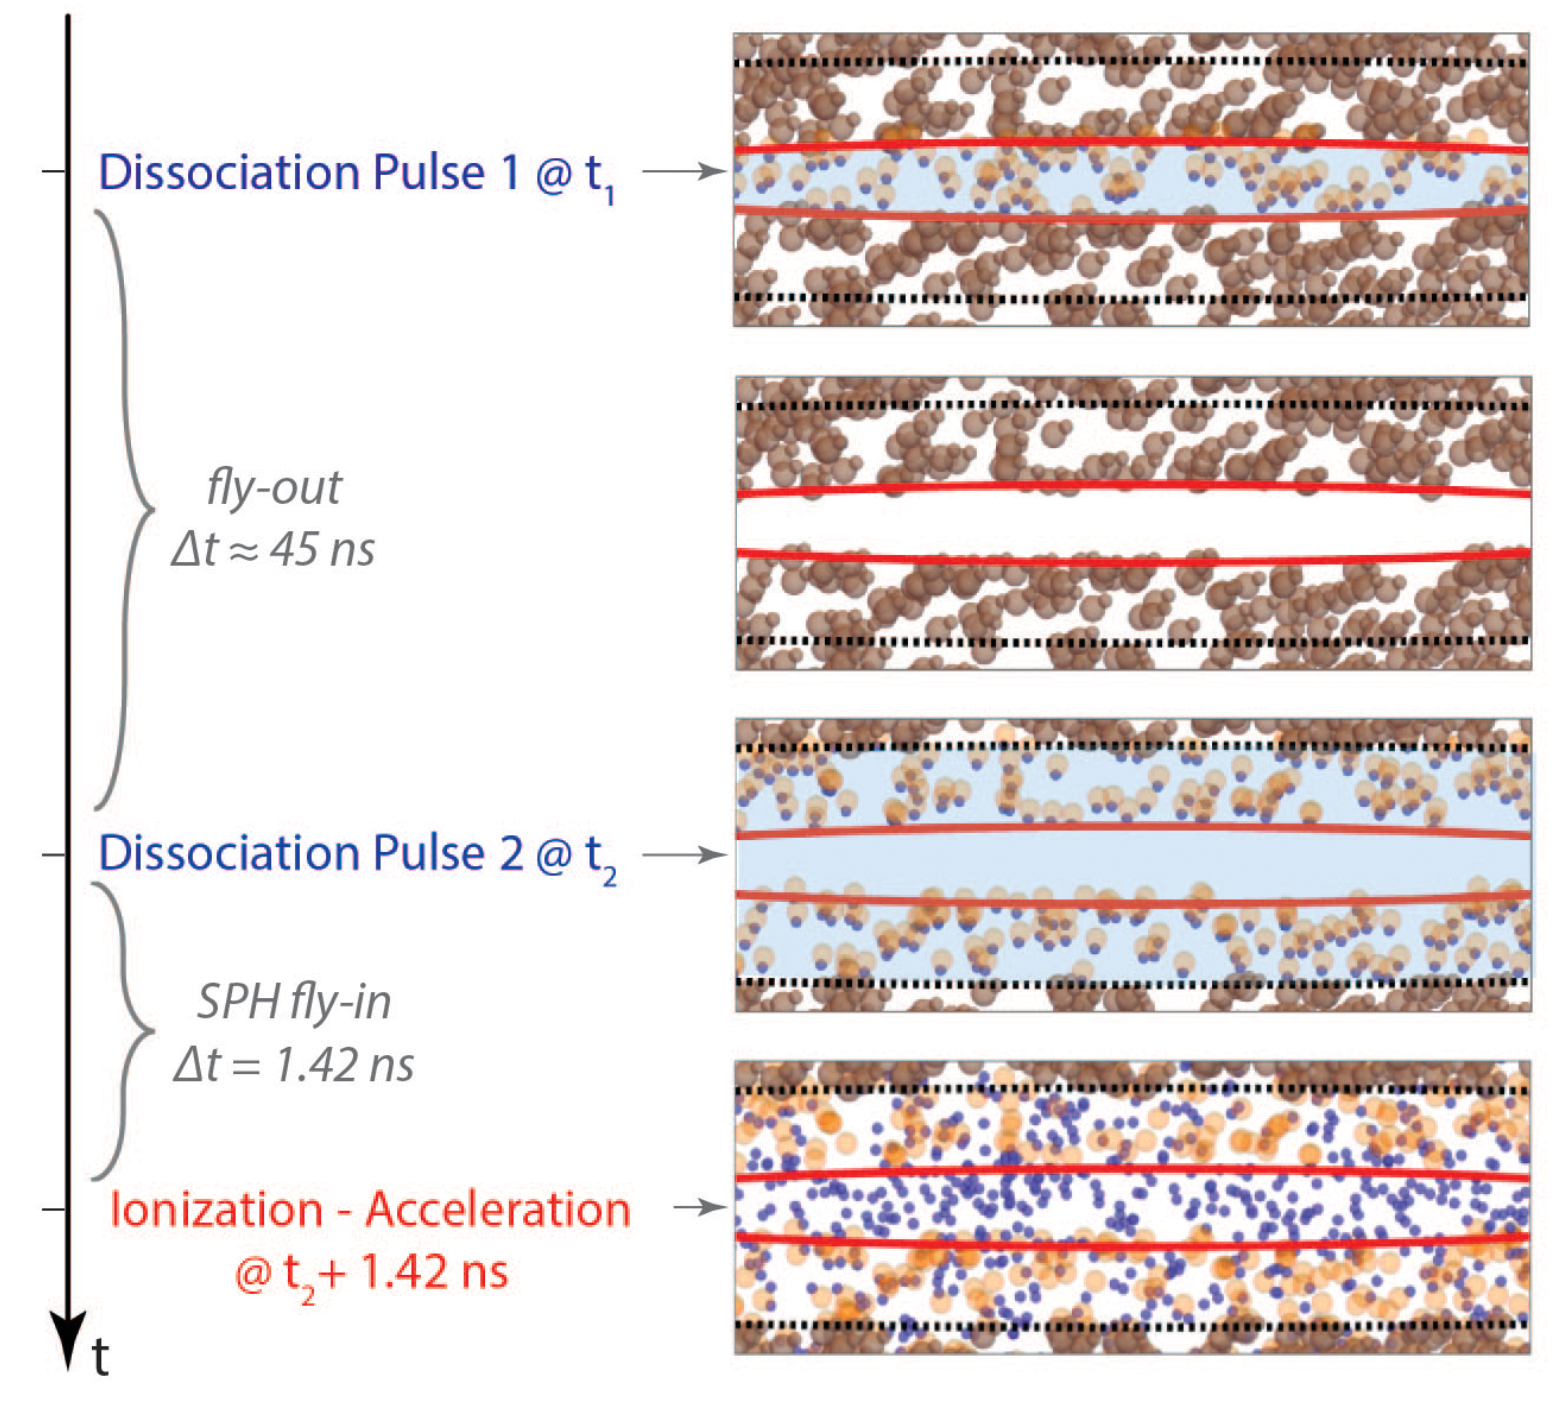 Dissociation Pulse 1 @ t₁
fly-out
Δt ≈ 45 ns
Dissociation Pulse 2 @ t₂
SPH fly-in
Δt = 1.42 ns
Ionization - Acceleration
@ t₂+ 1.42 ns
t